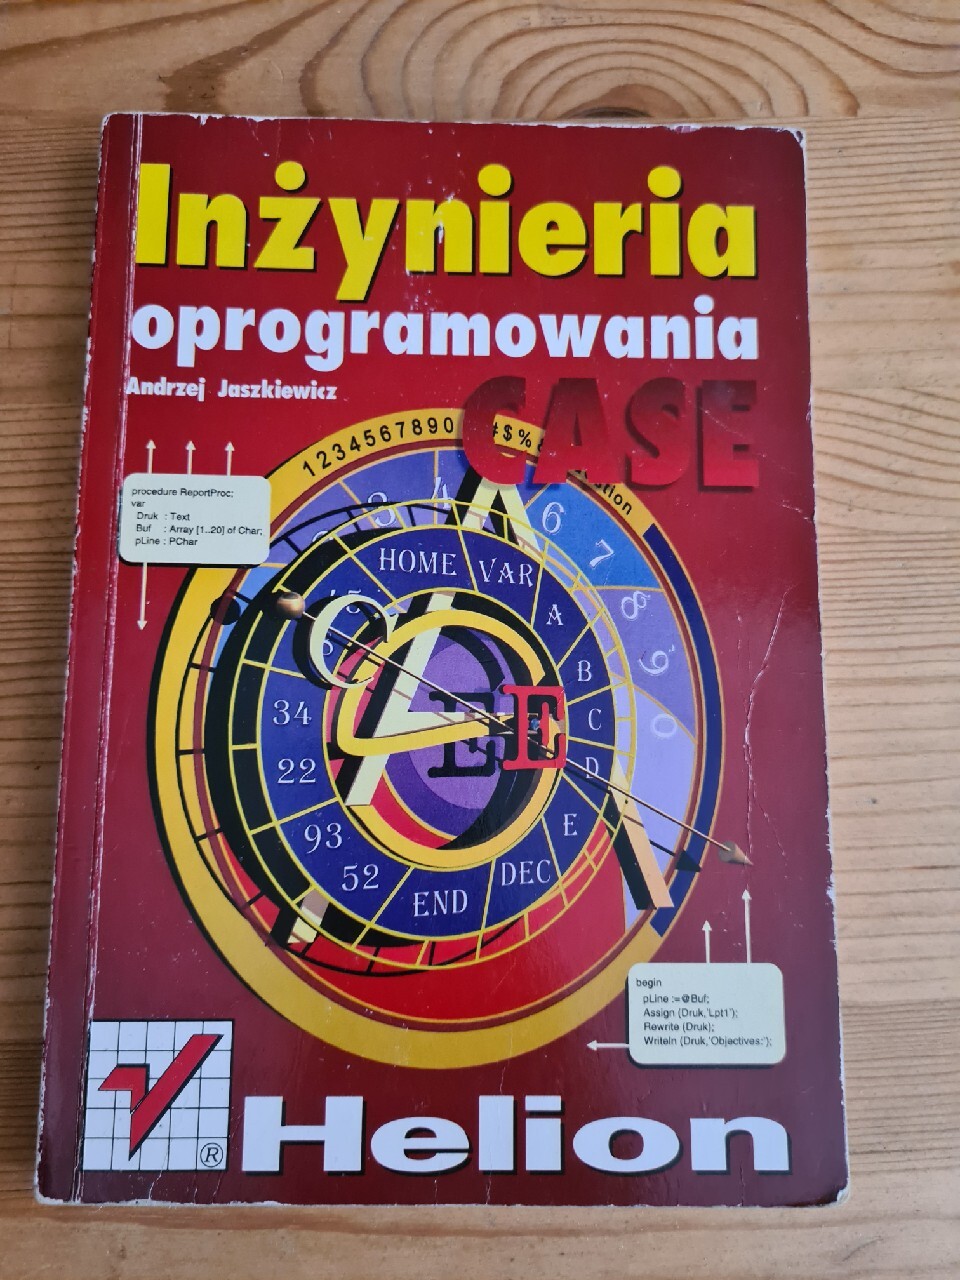 Inżynieria
oprogramowania
Andrzej Jaszkiewicz
CASE
1234567890
#$%
procedure ReportProc;
var
Druk : Text
Buf : Array [1..20] of Char;
pLine : PChar
3 4 6 7 8 9 0
HOME VAR
A
B
C
D
E
DEC
END
52
93
22
34
E E
begin
pLine :=@Buf;
Assign (Druk,'Lpt1');
Rewrite (Druk);
Writeln (Druk,'Objectives:');
®
Helion